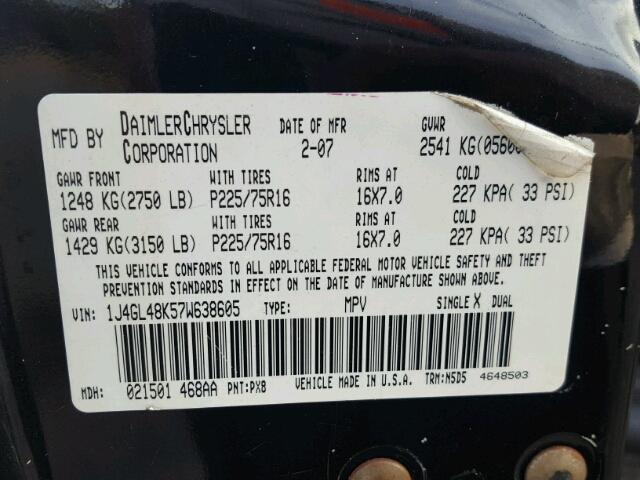 MFD BY DAIMLERCHRYSLER CORPORATION DATE OF MFR 2-07 GVWR 2541 KG(0560
GAWR FRONT WITH TIRES RIMS AT COLD
1248 KG(2750 LB) P225/75R16 16X7.0 227 KPA( 33 PSI)
GAWR REAR WITH TIRES RIMS AT COLD
1429 KG(3150 LB) P225/75R16 16X7.0 227 KPA( 33 PSI)
THIS VEHICLE CONFORMS TO ALL APPLICABLE FEDERAL MOTOR VEHICLE SAFETY AND THEFT
PREVENTION STANDARDS IN EFFECT ON THE DATE OF MANUFACTURE SHOWN ABOVE.
VIN: 1J4GL48K57W638605 TYPE: MPV SINGLE X DUAL
MDH: 021501 468AA PNT:PX8 VEHICLE MADE IN U.S.A. TRM:N5D5 4648503